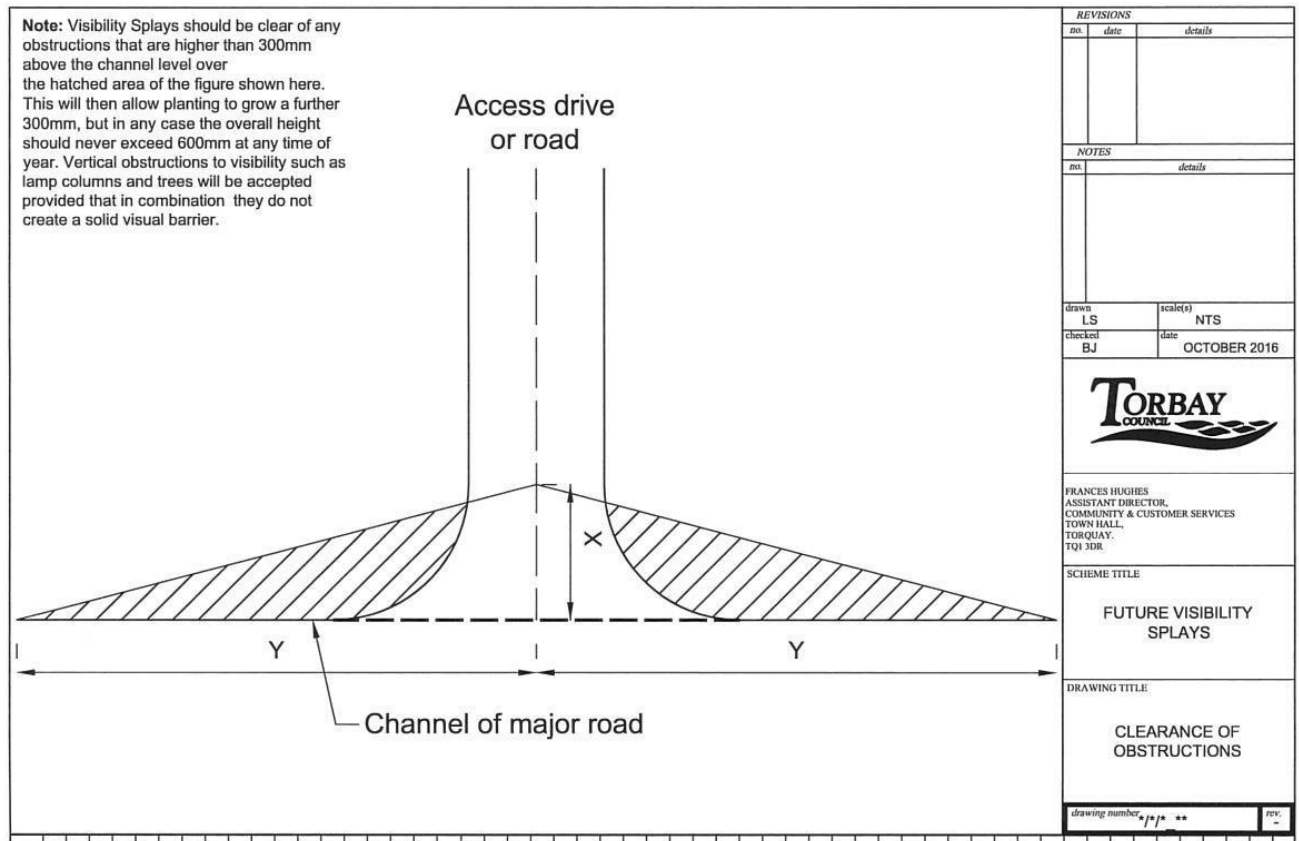 Note: Visibility Splays should be clear of any
obstructions that are higher than 300mm
above the channel level over
the hatched area of the figure shown here.
This will then allow planting to grow a further
300mm, but in any case the overall height
should never exceed 600mm at any time of
year. Vertical obstructions to visibility such as
lamp columns and trees will be accepted
provided that in combination they do not
create a solid visual barrier.
Access drive
or road
X
Y
Y
Channel of major road
REVISIONS
no. date details
NOTES
no. details
drawn
LS
scale(s)
NTS
checked
BJ
date
OCTOBER 2016
TORBAY
COUNCIL
FRANCES HUGHES
ASSISTANT DIRECTOR,
COMMUNITY & CUSTOMER SERVICES
TOWN HALL,
TORQUAY.
TQ1 3DR
SCHEME TITLE
FUTURE VISIBILITY
SPLAYS
DRAWING TITLE
CLEARANCE OF
OBSTRUCTIONS
drawing number */*/*_** rev. -